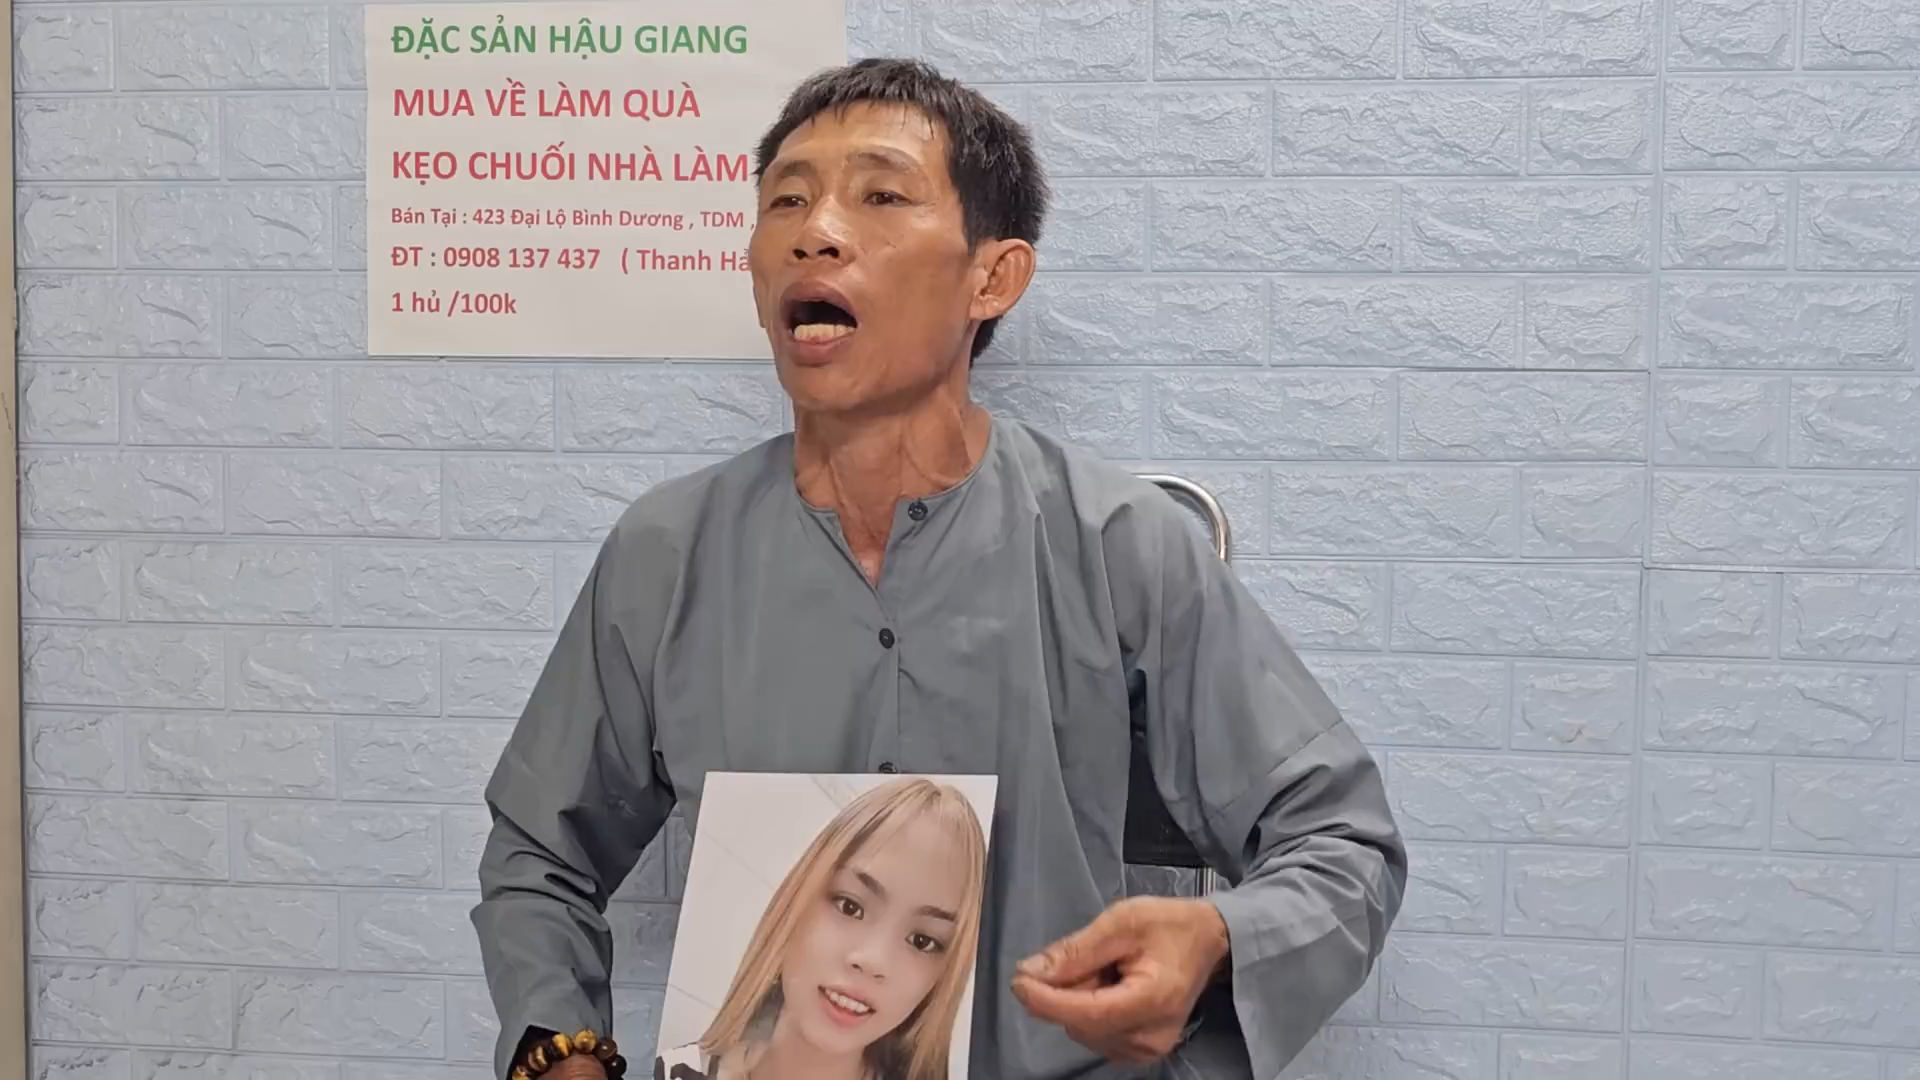 ĐẶC SẢN HẬU GIANG
MUA VỀ LÀM QUÀ
KẸO CHUỐI NHÀ LÀM
Bán Tại : 423 Đại Lộ Bình Dương , TDM ,
ĐT : 0908 137 437 ( Thanh
1 hủ /100k